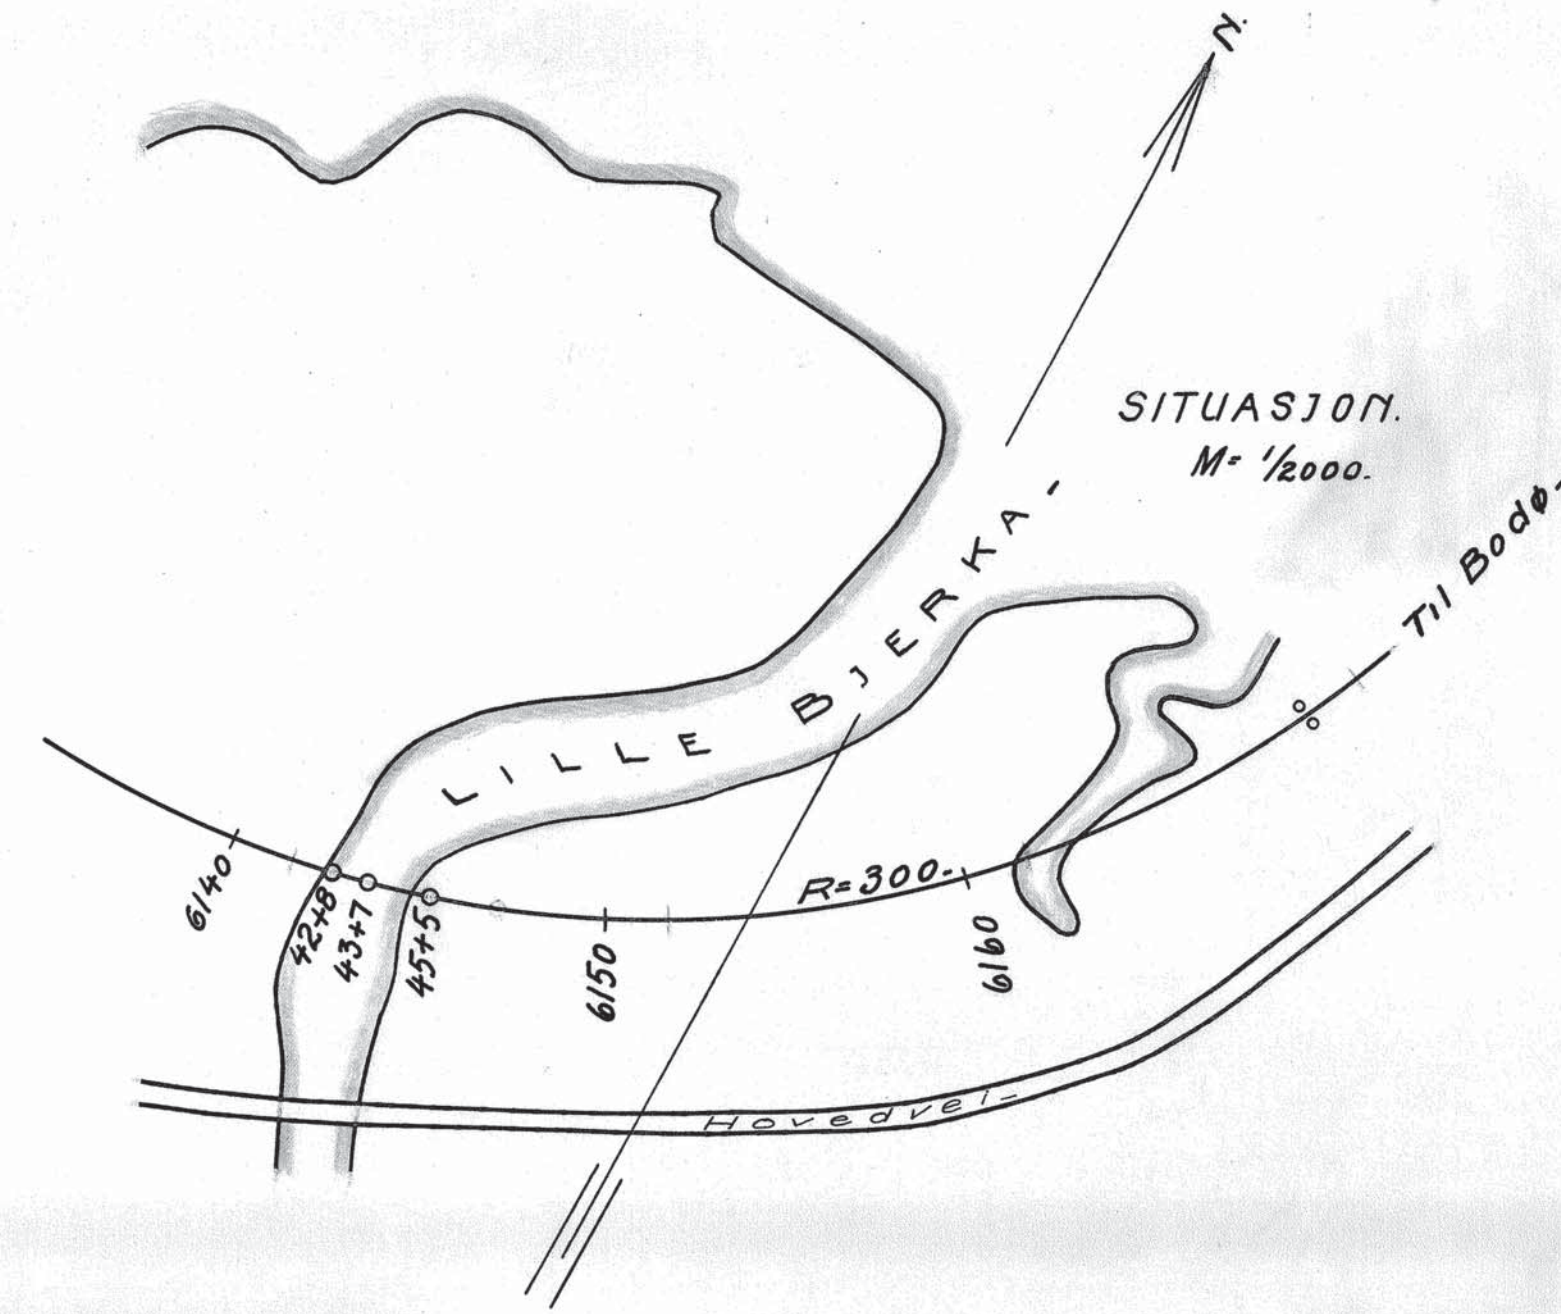 N.
SITUASJON.
M= 1/2000.
Til Bodø.
LILLE BJERKA
R=300.
6140
42+8
43+7
45+5
6150
6160
Hovedvei